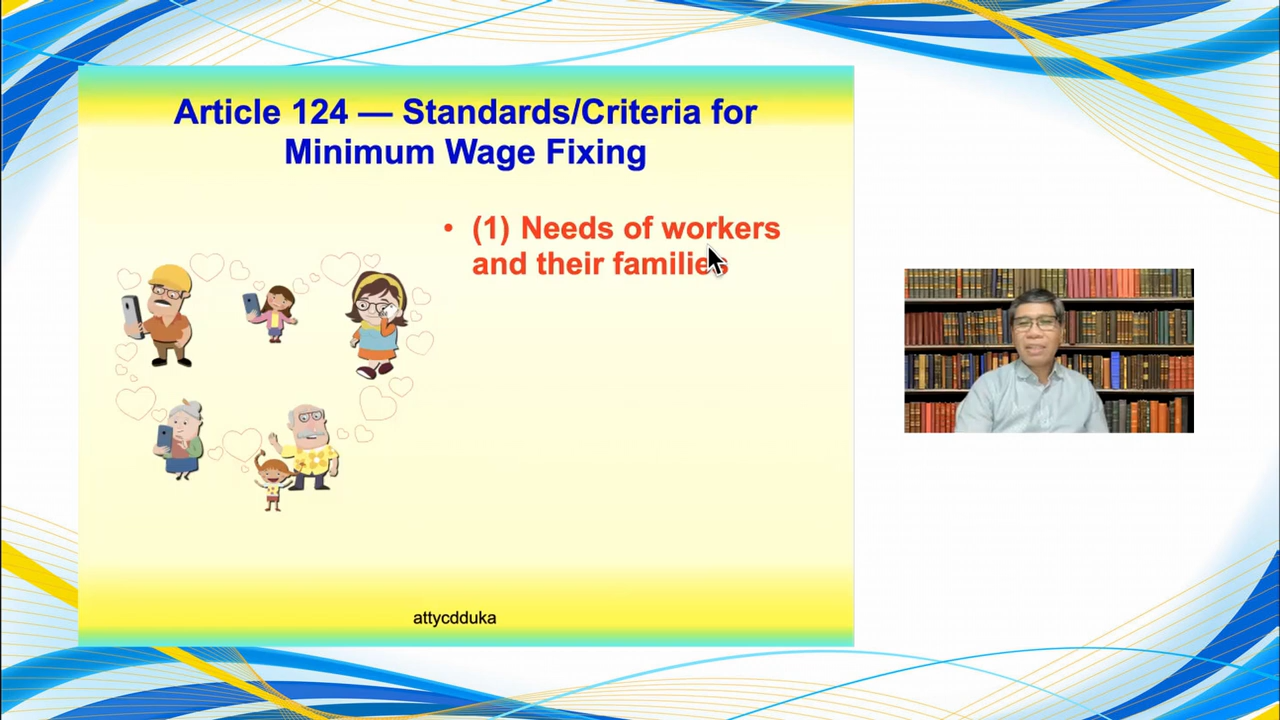 Article 124 — Standards/Criteria for
Minimum Wage Fixing
• (1) Needs of workers
and their families
attycdduka